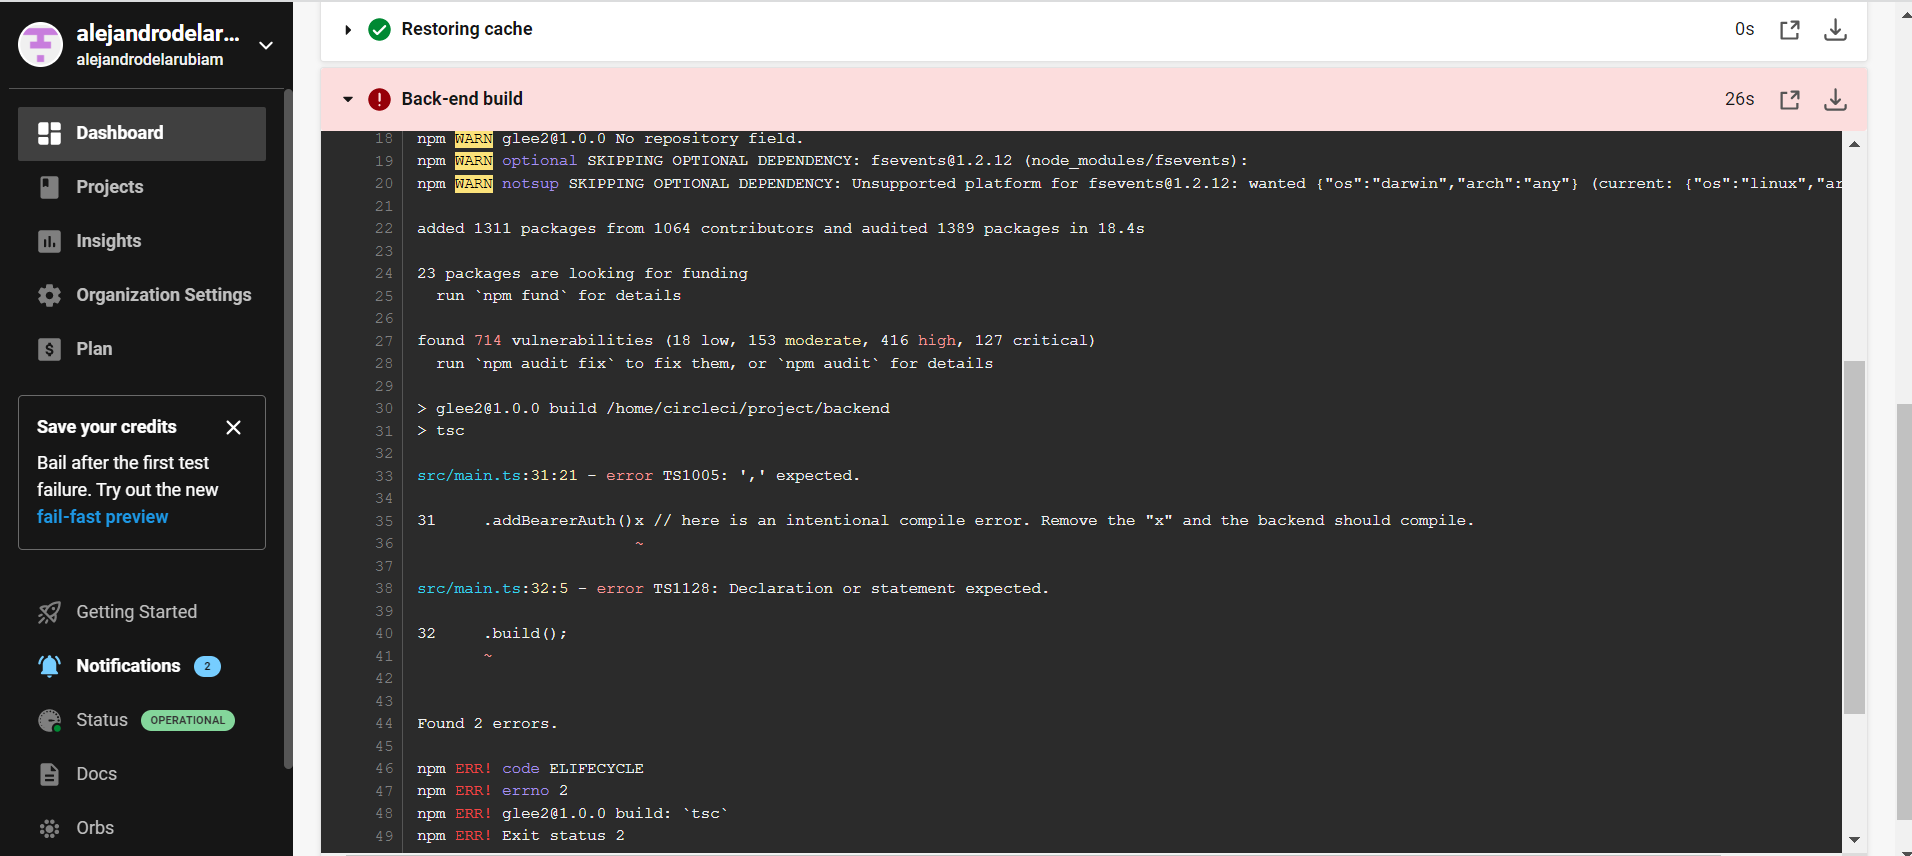 alejandrodelar...
alejandrodelarubiam
Dashboard
Projects
Insights
Organization Settings
Plan
Save your credits
Bail after the first test
failure. Try out the new
fail-fast preview
Getting Started
Notifications 2
Status OPERATIONAL
Docs
Orbs
Restoring cache 0s
Back-end build 26s
18 npm WARN glee2@1.0.0 No repository field.
19 npm WARN optional SKIPPING OPTIONAL DEPENDENCY: fsevents@1.2.12 (node_modules/fsevents):
20 npm WARN notsup SKIPPING OPTIONAL DEPENDENCY: Unsupported platform for fsevents@1.2.12: wanted {"os":"darwin","arch":"any"} (current: {"os":"linux","ar
21
22 added 1311 packages from 1064 contributors and audited 1389 packages in 18.4s
23
24 23 packages are looking for funding
25 run `npm fund` for details
26
27 found 714 vulnerabilities (18 low, 153 moderate, 416 high, 127 critical)
28 run `npm audit fix` to fix them, or `npm audit` for details
29
30 > glee2@1.0.0 build /home/circleci/project/backend
31 > tsc
32
33 src/main.ts:31:21 - error TS1005: ',' expected.
34
35 31 .addBearerAuth()x // here is an intentional compile error. Remove the "x" and the backend should compile.
36 ~
37
38 src/main.ts:32:5 - error TS1128: Declaration or statement expected.
39
40 32 .build();
41 ~
42
43
44 Found 2 errors.
45
46 npm ERR! code ELIFECYCLE
47 npm ERR! errno 2
48 npm ERR! glee2@1.0.0 build: `tsc`
49 npm ERR! Exit status 2